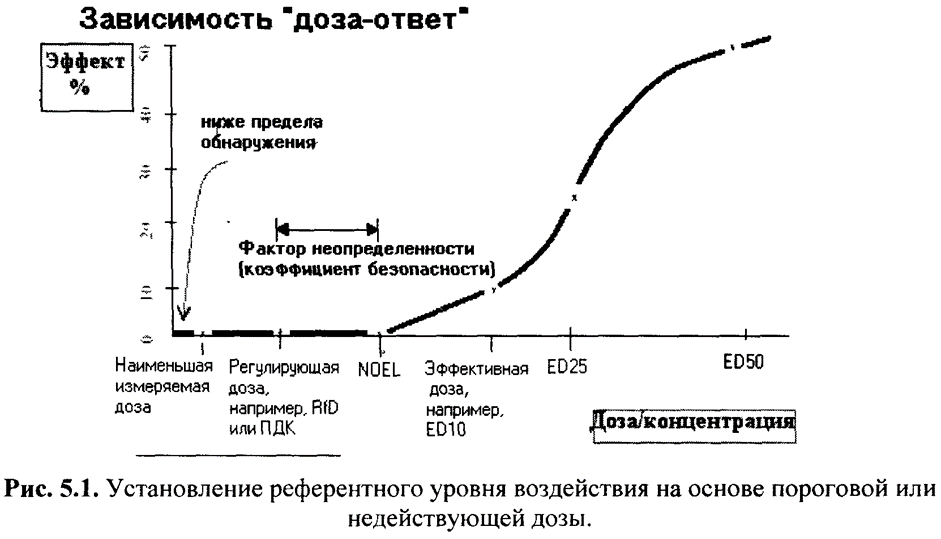 Зависимость "доза-ответ"
Эффект
%
ниже предела
обнаружения
Фактор неопределенности
(коэффициент безопасности)
0
Наименьшая
измеряемая
доза
Регулирующая
доза,
например, RfD
или ПДК
NOEL
Эффективная
доза,
например,
ED10
ED25
ED50
Доза/концентрация
Рис. 5.1. Установление референтного уровня воздействия на основе пороговой или
недействующей дозы.